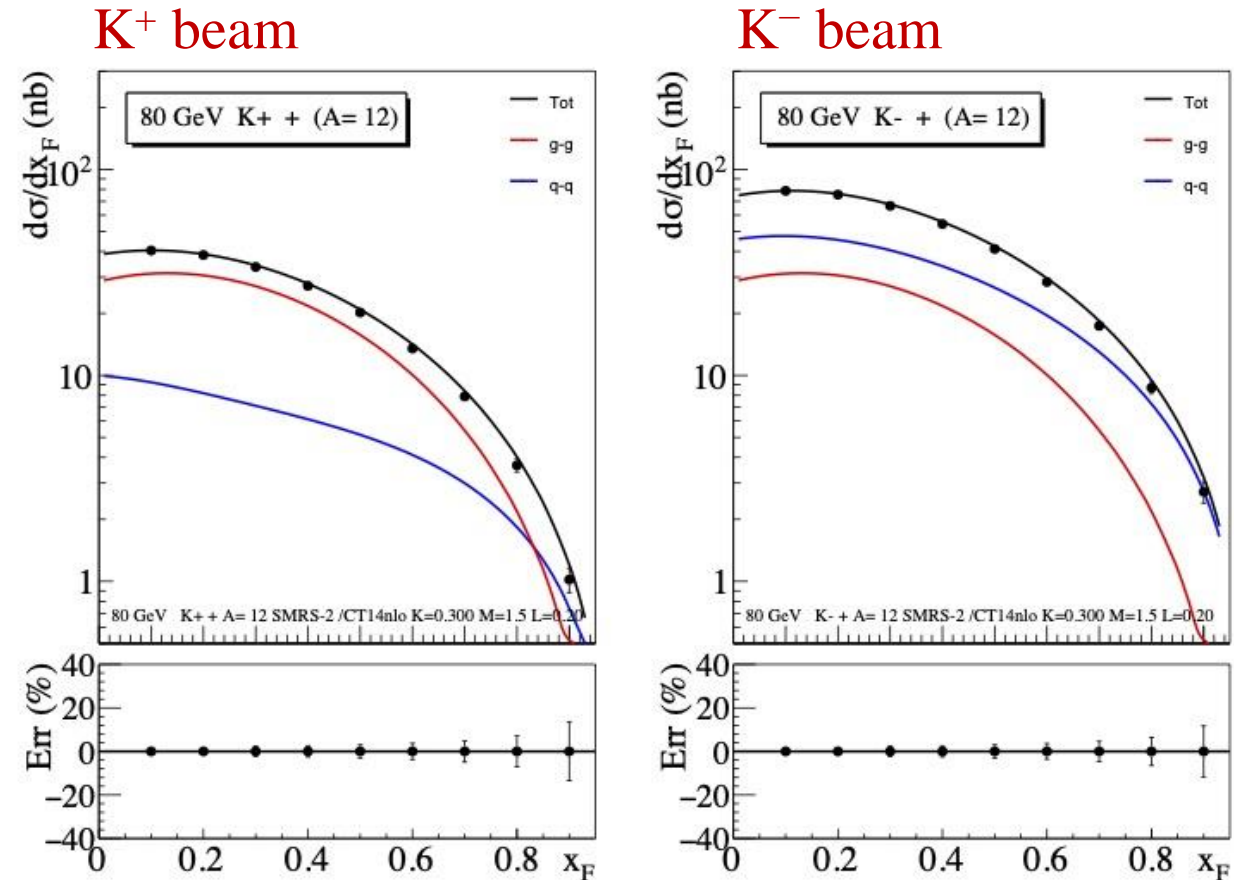 K⁺ beam
K⁻ beam
dσ/dx_F (nb)
10²
10
1
80 GeV K+ + (A= 12)
Tot
g-g
q-q
80 GeV K+ + A= 12 SMRS-2 /CT14nlo K=0.300 M=1.5 L=0.20
Err (%)
40
20
0
−20
−40
0 0.2 0.4 0.6 0.8 x_F
dσ/dx_F (nb)
10²
10
1
80 GeV K- + (A= 12)
Tot
g-g
q-q
80 GeV K- + A= 12 SMRS-2 /CT14nlo K=0.300 M=1.5 L=0.20
Err (%)
40
20
0
−20
−40
0 0.2 0.4 0.6 0.8 x_F